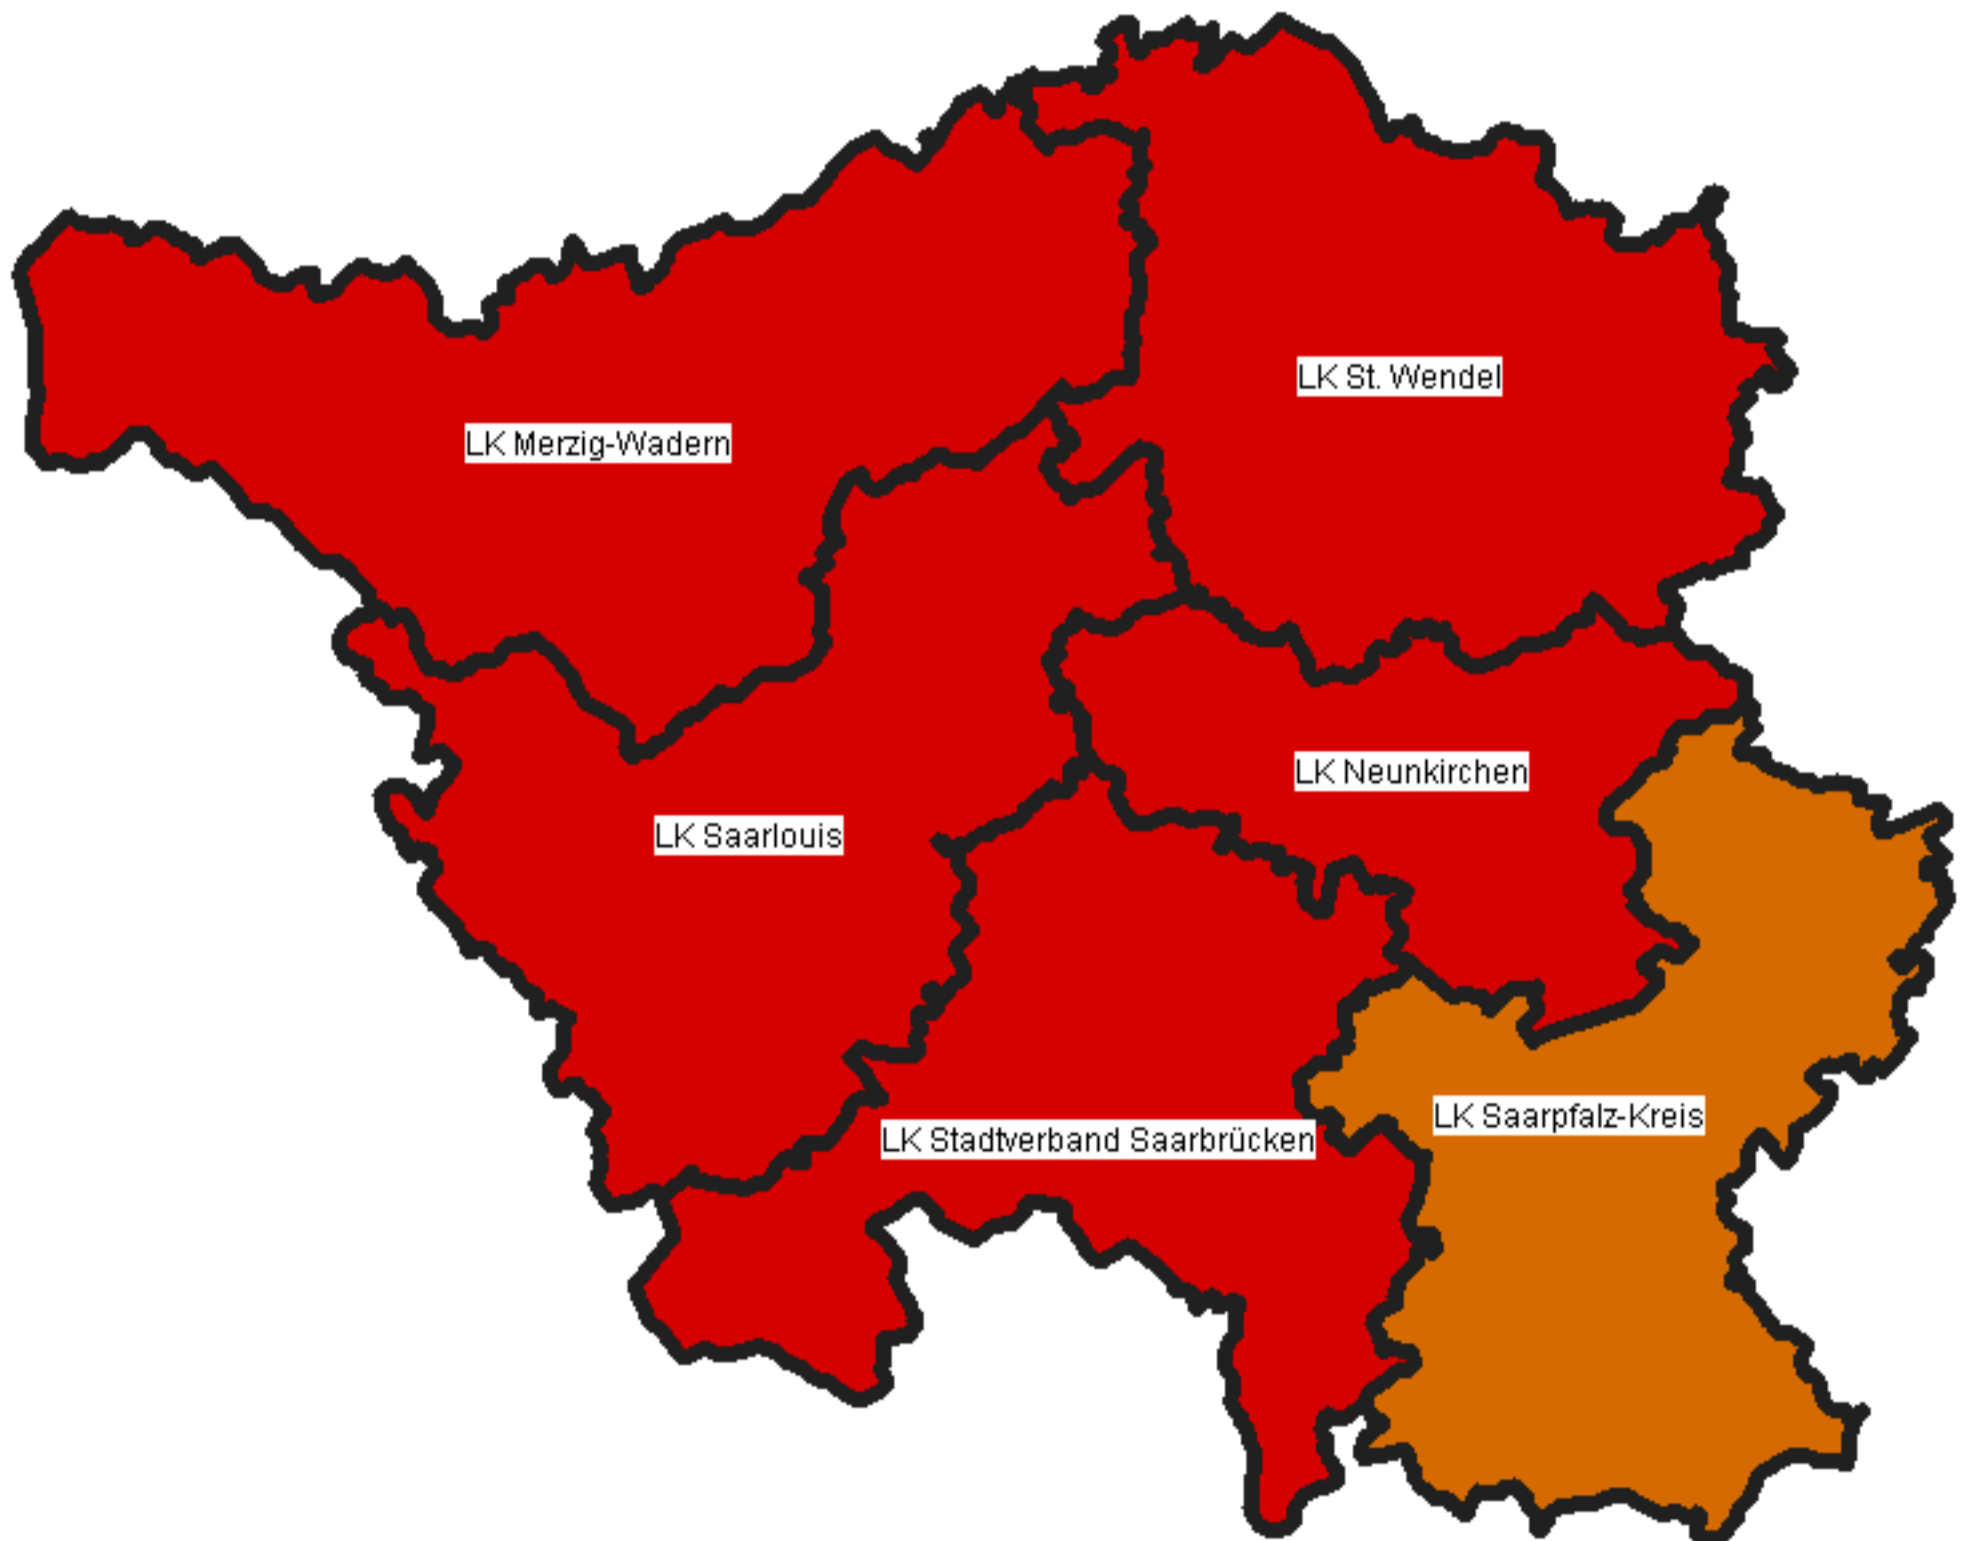 LK St. Wendel
LK Merzig-Wadern
LK Neunkirchen
LK Saarlouis
LK Saarpfalz-Kreis
LK Stadtverband Saarbrücken